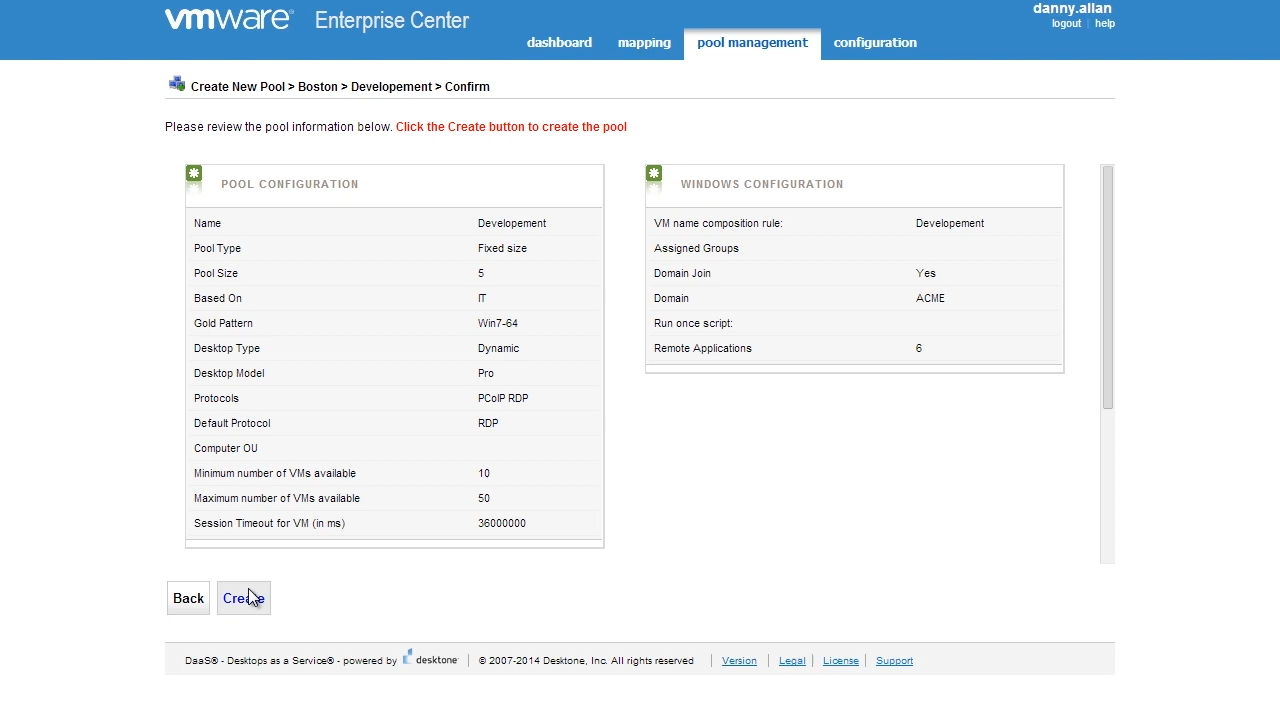 vmware® Enterprise Center
danny.allan
logout | help
dashboard mapping pool management configuration
Create New Pool > Boston > Developement > Confirm
Please review the pool information below. Click the Create button to create the pool
POOL CONFIGURATION
Name Developement
Pool Type Fixed size
Pool Size 5
Based On IT
Gold Pattern Win7-64
Desktop Type Dynamic
Desktop Model Pro
Protocols PCoIP RDP
Default Protocol RDP
Computer OU
Minimum number of VMs available 10
Maximum number of VMs available 50
Session Timeout for VM (in ms) 36000000
WINDOWS CONFIGURATION
VM name composition rule: Developement
Assigned Groups
Domain Join Yes
Domain ACME
Run once script:
Remote Applications 6
Back Create
DaaS® - Desktops as a Service® - powered by desktone | © 2007-2014 Desktone, Inc. All rights reserved | Version | Legal | License | Support